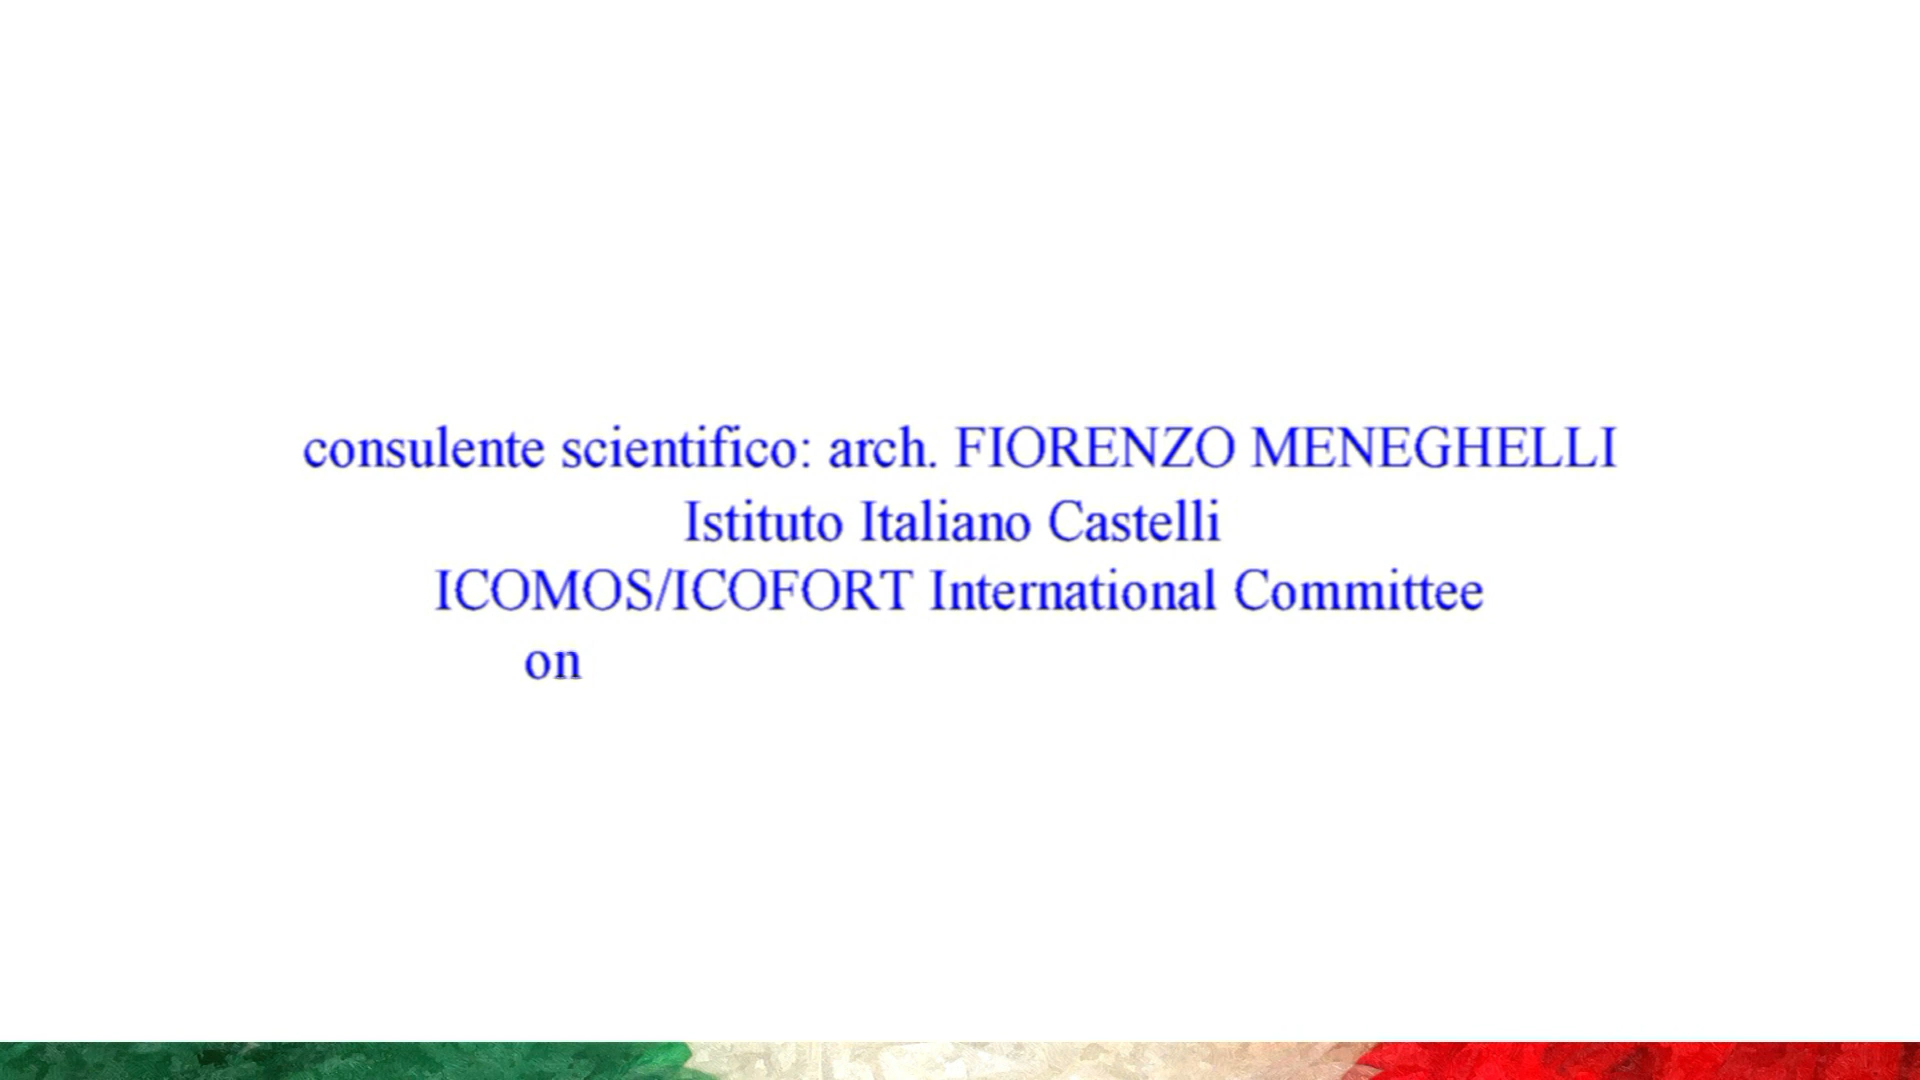 consulente scientifico: arch. FIORENZO MENEGHELLI
Istituto Italiano Castelli
ICOMOS/ICOFORT International Committee
on